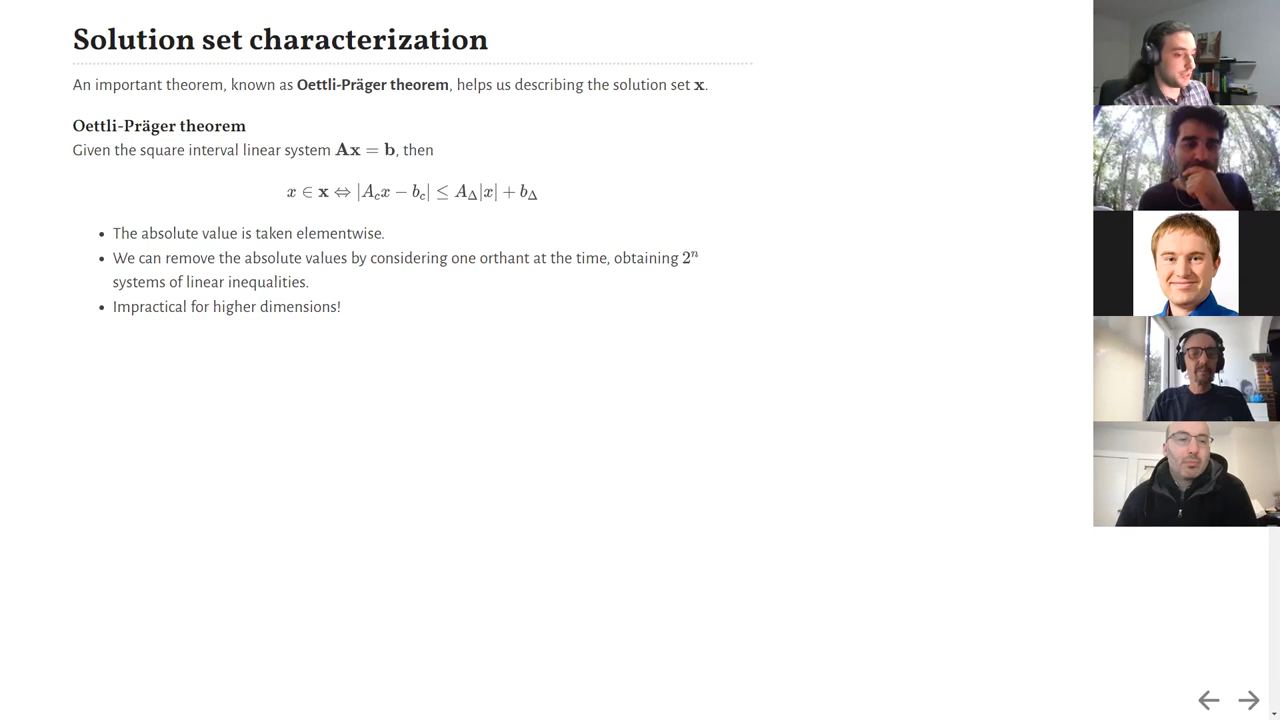 Solution set characterization
An important theorem, known as Oettli-Präger theorem, helps us describing the solution set x.
Oettli-Präger theorem
Given the square interval linear system Ax = b, then
x ∈ x ⇔ |A_c x − b_c| ≤ A_Δ|x| + b_Δ
• The absolute value is taken elementwise.
• We can remove the absolute values by considering one orthant at the time, obtaining 2^n
systems of linear inequalities.
• Impractical for higher dimensions!